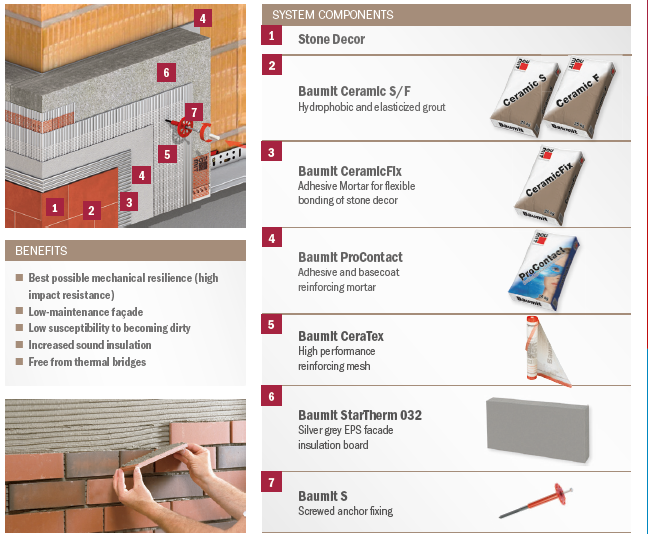 4
6
7
5
4
3
1
2
BENEFITS
Best possible mechanical resilience (high
impact resistance)
Low-maintenance façade
Low susceptibility to becoming dirty
Increased sound insulation
Free from thermal bridges
SYSTEM COMPONENTS
1
Stone Decor
2
Baumit Ceramic S/F
Hydrophobic and elasticized grout
Ceramic S
Baumit
Ceramic F
Baumit
3
Baumit CeramicFix
Adhesive Mortar for flexible
bonding of stone decor
CeramicFix
Baumit
4
Baumit ProContact
Adhesive and basecoat
reinforcing mortar
ProContact
Baumit
5
Baumit CeraTex
High performance
reinforcing mesh
6
Baumit StarTherm 032
Silver grey EPS facade
insulation board
7
Baumit S
Screwed anchor fixing